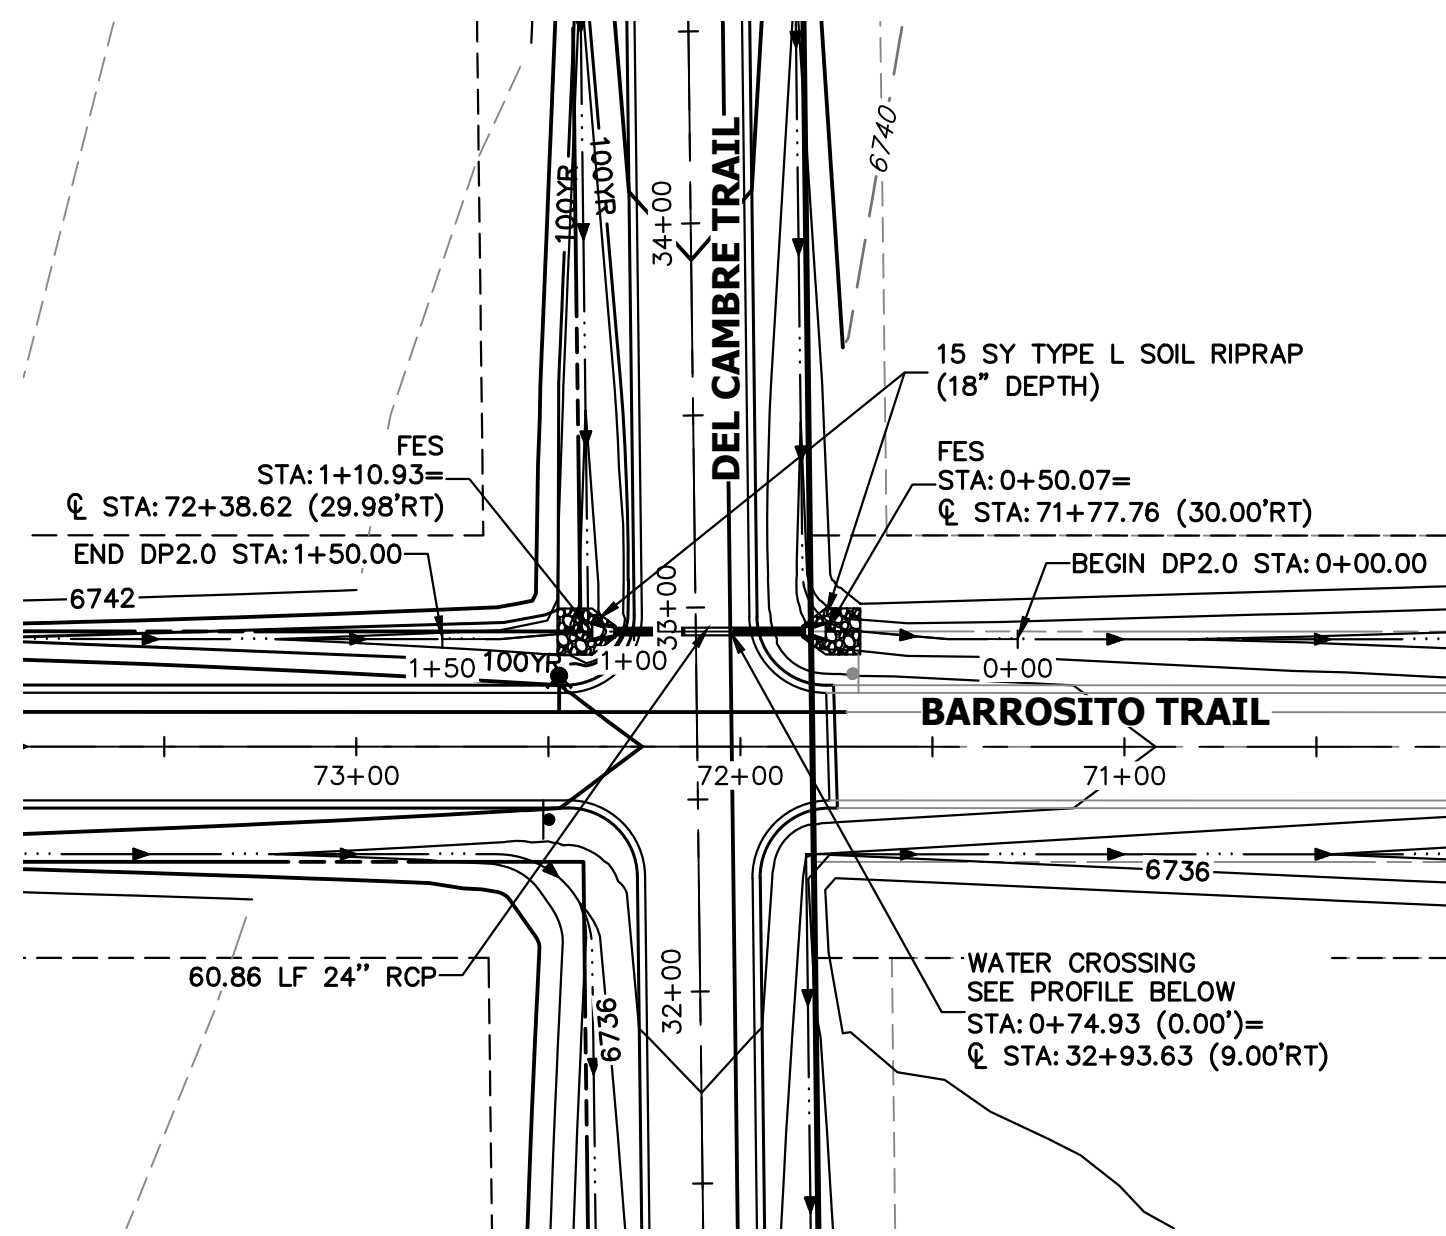 100YR
100YR
34+00
DEL CAMBRE TRAIL
6740
15 SY TYPE L SOIL RIPRAP
(18" DEPTH)
FES
STA: 1+10.93=
℄ STA: 72+38.62 (29.98'RT)
END DP2.0 STA: 1+50.00
FES
STA: 0+50.07=
℄ STA: 71+77.76 (30.00'RT)
BEGIN DP2.0 STA: 0+00.00
6742
33+00
1+50
100YR
1+00
0+00
BARROSITO TRAIL
73+00
72+00
71+00
6736
60.86 LF 24" RCP
32+00
6736
WATER CROSSING
SEE PROFILE BELOW
STA: 0+74.93 (0.00')=
℄ STA: 32+93.63 (9.00'RT)